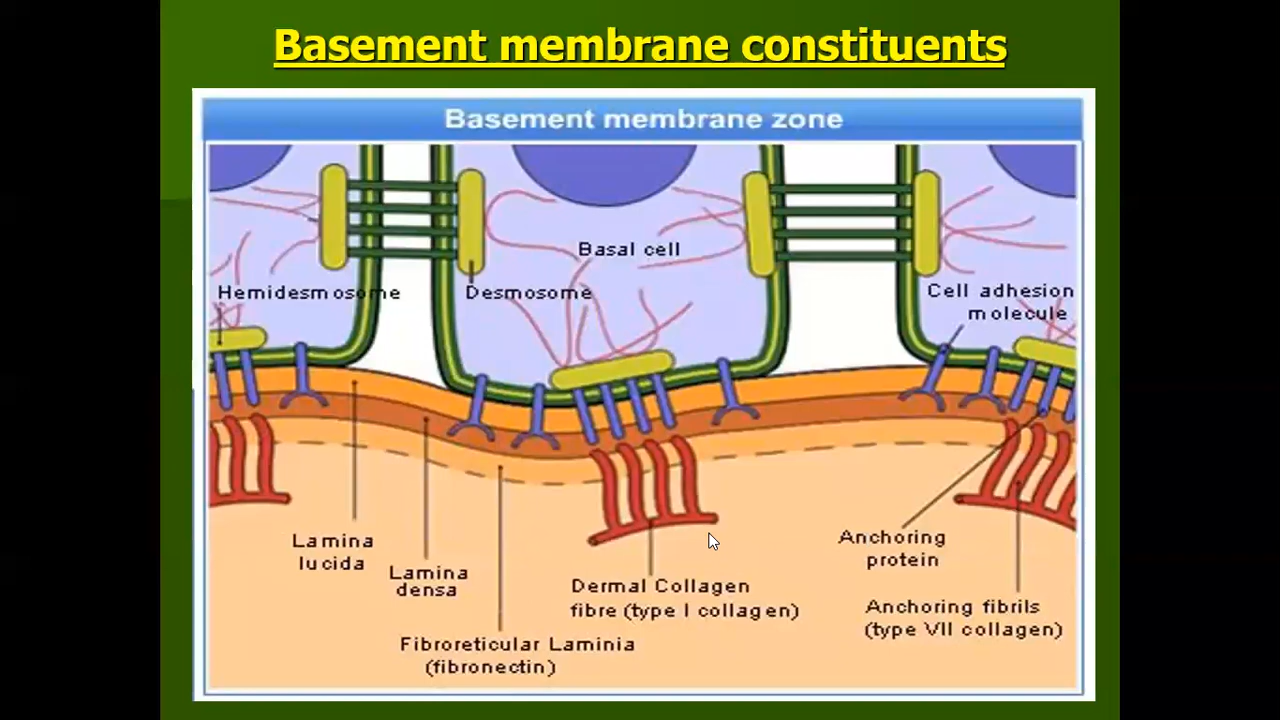 Basement membrane constituents
Basement membrane zone
Basal cell
Hemidesmosome
Desmosome
Cell adhesion
molecule
Lamina
lucida
Lamina
densa
Fibroreticular Laminia
(fibronectin)
Dermal Collagen
fibre (type I collagen)
Anchoring
protein
Anchoring fibrils
(type VII collagen)